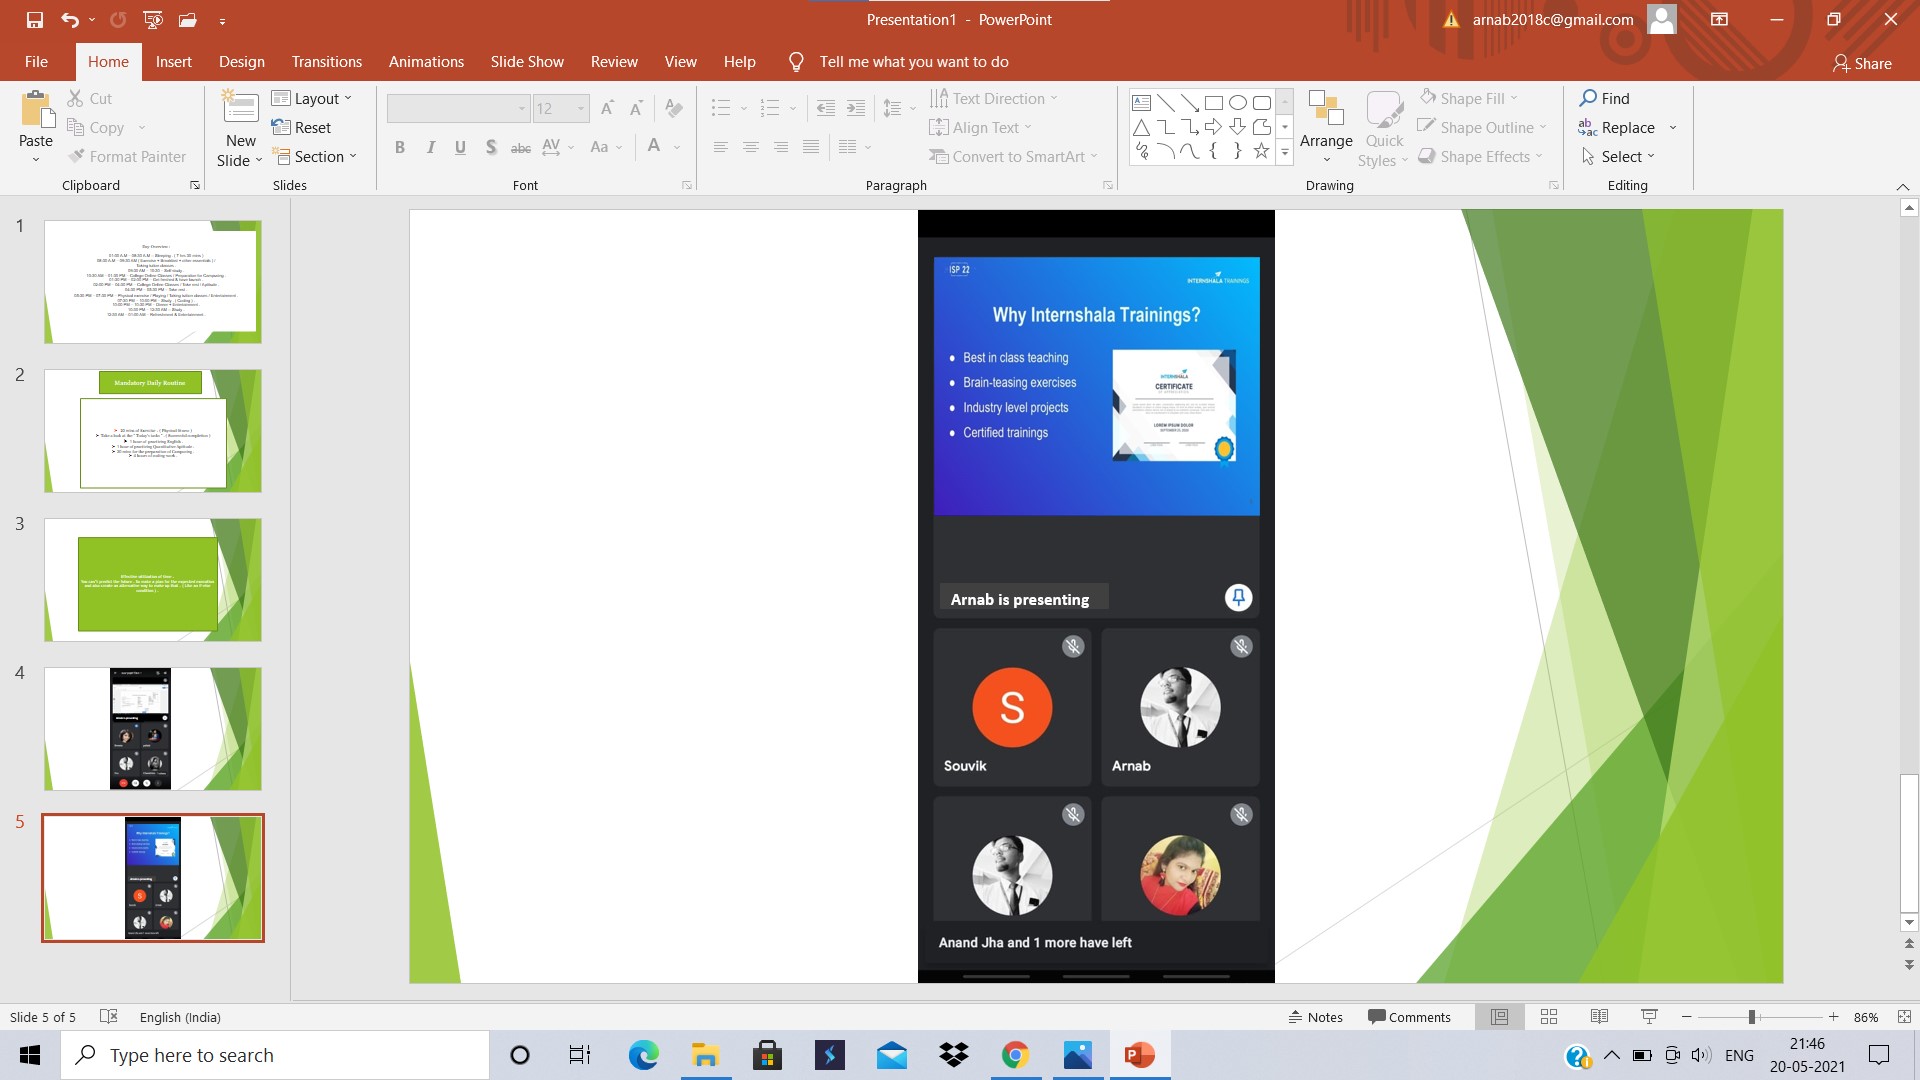 Presentation1 - PowerPoint
arnab2018c@gmail.com
File Home Insert Design Transitions Animations Slide Show Review View Help Tell me what you want to do
Share
Paste
Cut
Copy
Format Painter
Clipboard
New Slide
Layout
Reset
Section
Slides
12
B I U S abc AV Aa A
Font
Text Direction
Align Text
Convert to SmartArt
Paragraph
Arrange
Quick Styles
Shape Fill
Shape Outline
Shape Effects
Drawing
Find
Replace
Select
Editing
1
2
Mandatory Daily Routine
3
4
5
ISP 22
INTERNSHALA TRAININGS
Why Internshala Trainings?
• Best in class teaching
• Brain-teasing exercises
• Industry level projects
• Certified trainings
INTERNSHALA
CERTIFICATE
LOREM IPSUM DOLOR
Arnab is presenting
S
Souvik
Arnab
Anand Jha and 1 more have left
Slide 5 of 5
English (India)
Notes
Comments
86%
Type here to search
ENG
21:46
20-05-2021